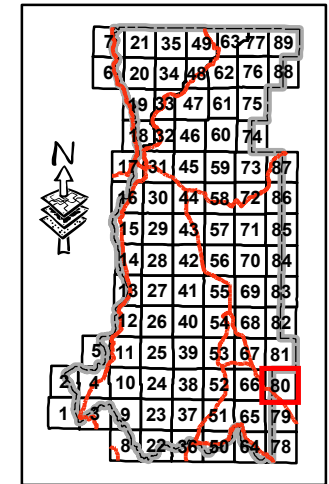 7 21 35 49 63 77 89
6 20 34 48 62 76 88
19 33 47 61 75
18 32 46 60 74
N
17 31 45 59 73 87
16 30 44 58 72 86
15 29 43 57 71 85
14 28 42 56 70 84
13 27 41 55 69 83
12 26 40 54 68 82
5 11 25 39 53 67 81
2 4 10 24 38 52 66 80
1 3 9 23 37 51 65 79
8 22 36 50 64 78